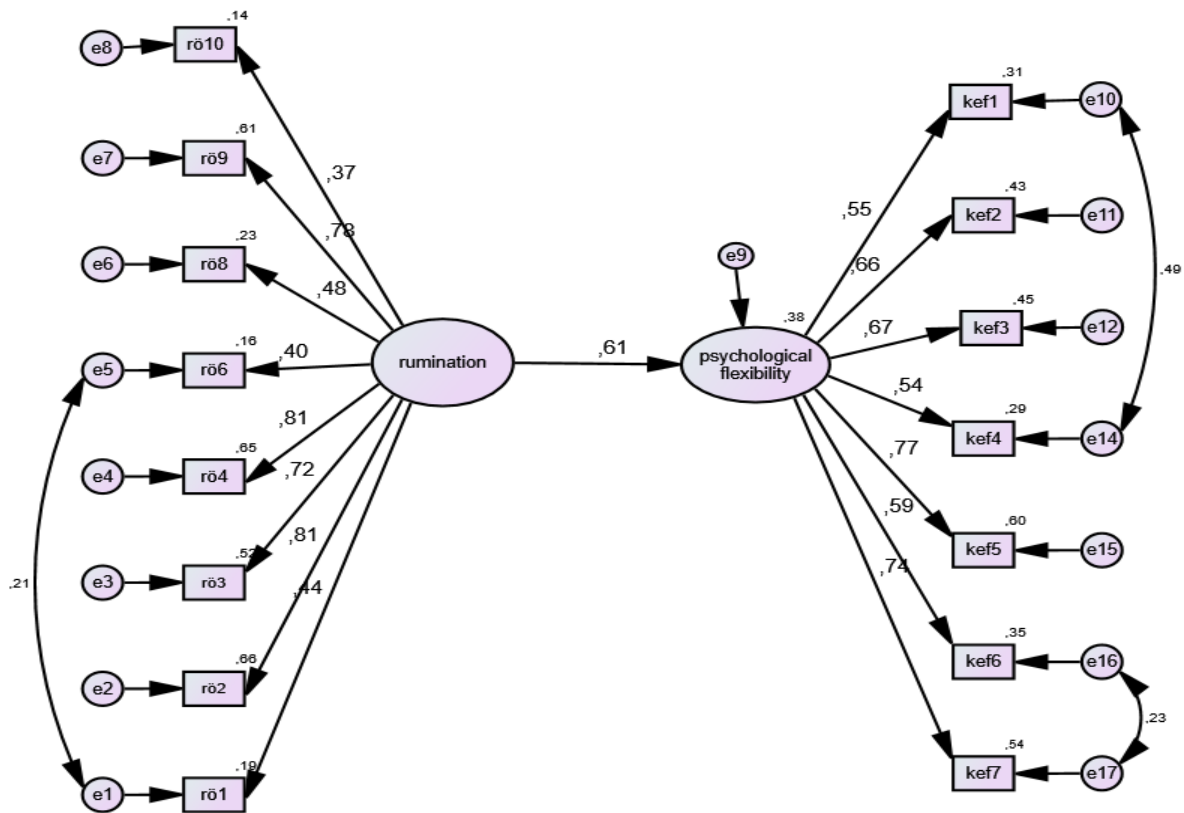 .14
e8
rö10
,37
.61
e7
rö9
,78
.23
e6
rö8
,48
.16
e5
rö6
,40
rumination
.65
e4
rö4
,81
.52
e3
rö3
,72
.21
.66
e2
rö2
,81
.19
e1
rö1
,44
,61
e9
.38
psychological
flexibility
.31
kef1
e10
,55
.43
kef2
e11
,66
.49
.45
kef3
e12
,67
.29
kef4
e14
,54
.60
kef5
e15
,77
.35
kef6
e16
,59
.23
.54
kef7
e17
,74